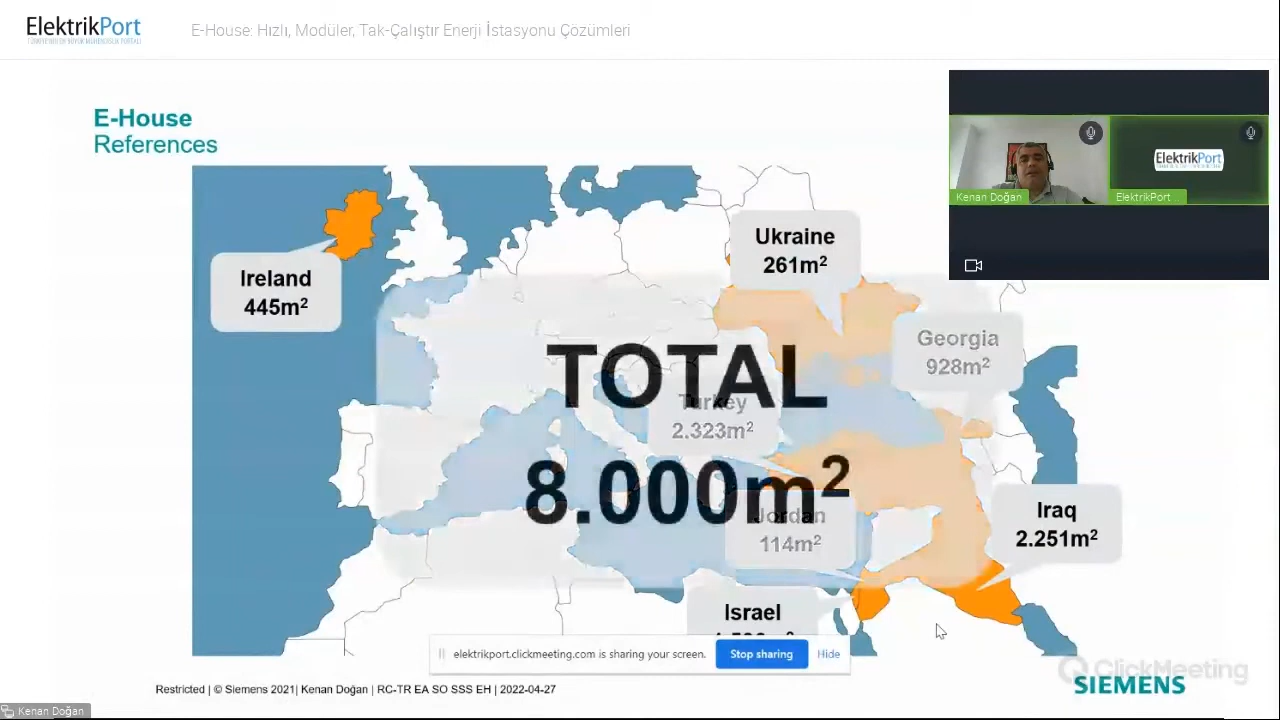 ElektrikPort
E-House: Hızlı, Modüler, Tak-Çalıştır Enerji İstasyonu Çözümleri
E-House
References
Ireland
445m²
Ukraine
261m²
Georgia
928m²
TOTAL
8.000m²
Turkey
2.323m²
Jordan
114m²
Iraq
2.251m²
Israel
Kenan Doğan
ElektrikPort
ElektrikPort ...
elektrikport.clickmeeting.com is sharing your screen.
Stop sharing
Hide
ClickMeeting
SIEMENS
Restricted | © Siemens 2021| Kenan Doğan | RC-TR EA SO SSS EH | 2022-04-27
Kenan Doğan